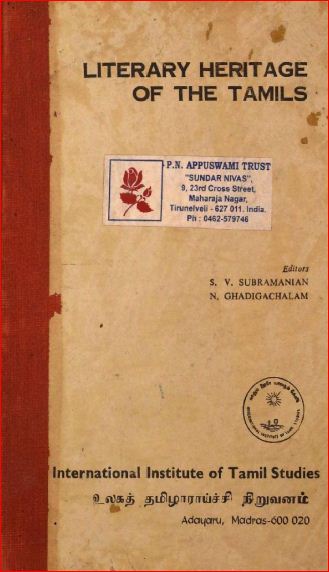 LITERARY HERITAGE
OF THE TAMILS
P.N. APPUSWAMI TRUST
"SUNDAR NIVAS",
9, 23rd Cross Street,
Maharaja Nagar,
Tirunelveli - 627 011. India.
Ph : 0462-579746
Editors
S. V. SUBRAMANIAN
N. GHADIGACHALAM
International Institute of Tamil Studies
உலகத் தமிழாராய்ச்சி நிறுவனம்
Adayaru, Madras-600 020